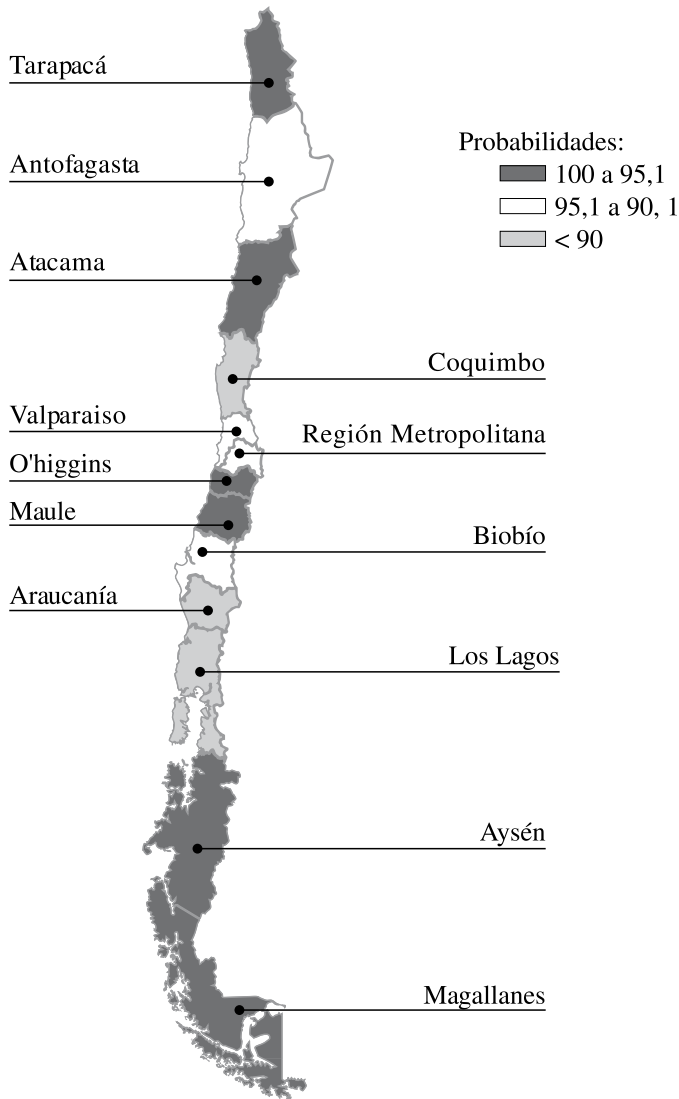 Tarapacá
Antofagasta
Atacama
Valparaiso
O'higgins
Maule
Araucanía
Probabilidades:
100 a 95,1
95,1 a 90, 1
< 90
Coquimbo
Región Metropolitana
Biobío
Los Lagos
Aysén
Magallanes